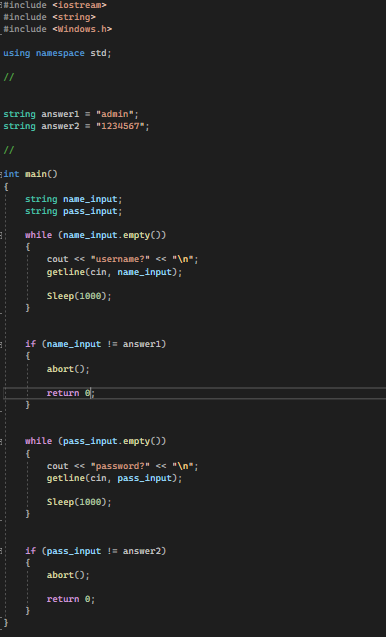 #include <iostream>
#include <string>
#include <Windows.h>
using namespace std;
//
string answer1 = "admin";
string answer2 = "1234567";
//
int main()
{
string name_input;
string pass_input;
while (name_input.empty())
{
cout << "username?" << "\n";
getline(cin, name_input);
Sleep(1000);
}
if (name_input != answer1)
{
abort();
return 0;
}
while (pass_input.empty())
{
cout << "password?" << "\n";
getline(cin, pass_input);
Sleep(1000);
}
if (pass_input != answer2)
{
abort();
return 0;
}
}